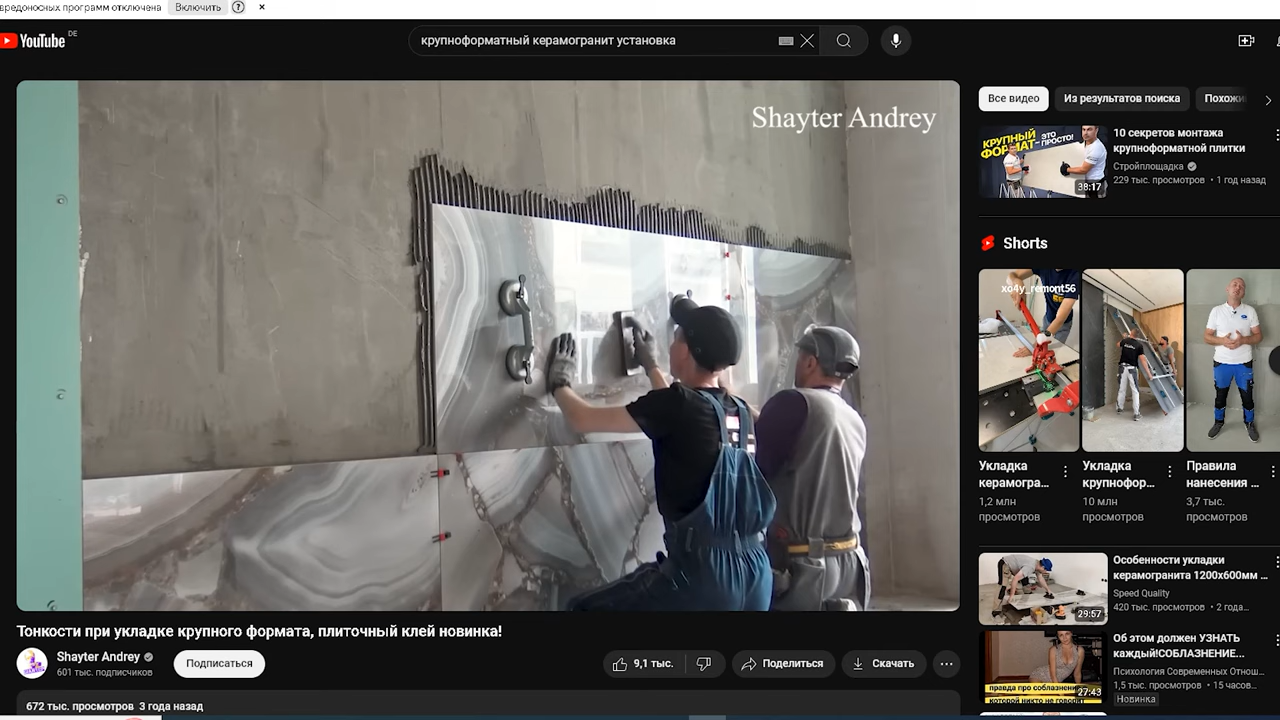 вредоносных программ отключена Включить ? ×
YouTube DE
крупноформатный керамогранит установка
Shayter Andrey
Тонкости при укладке крупного формата, плиточный клей новинка!
Shayter Andrey
601 тыс. подписчиков
Подписаться
9,1 тыс.
Поделиться
Скачать
672 тыс. просмотров 3 года назад
Все видео
Из результатов поиска
Похожи
КРУПНЫЙ
ФОРМАТ - ЭТО
ПРОСТО!
38:17
10 секретов монтажа
крупноформатной плитки
Стройплощадка
229 тыс. просмотров • 1 год назад
Shorts
xo4y_remont56
Укладка
керамогра...
1,2 млн
просмотров
Укладка
крупнофор...
10 млн
просмотров
Правила
нанесения ...
3,7 тыс.
просмотров
29:57
Особенности укладки
керамогранита 1200х600мм ...
Speed Quality
420 тыс. просмотров • 2 года...
правда про соблазнение
которой никто не говорит
27:43
Об этом должен УЗНАТЬ
каждый!СОБЛАЗНЕНИЕ...
Психология Современных Отнош...
1,5 тыс. просмотров • 15 часов...
Новинка